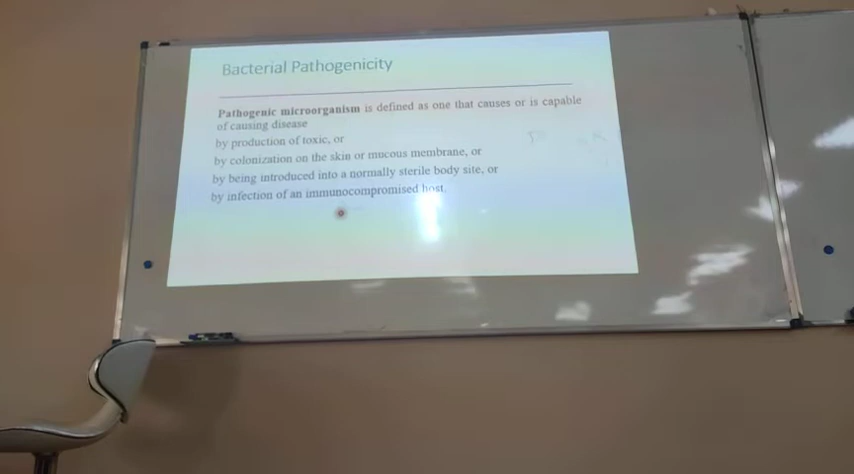 Bacterial Pathogenicity
Pathogenic microorganism is defined as one that causes or is capable
of causing disease
by production of toxic, or
by colonization on the skin or mucous membrane, or
by being introduced into a normally sterile body site, or
by infection of an immunocompromised host.